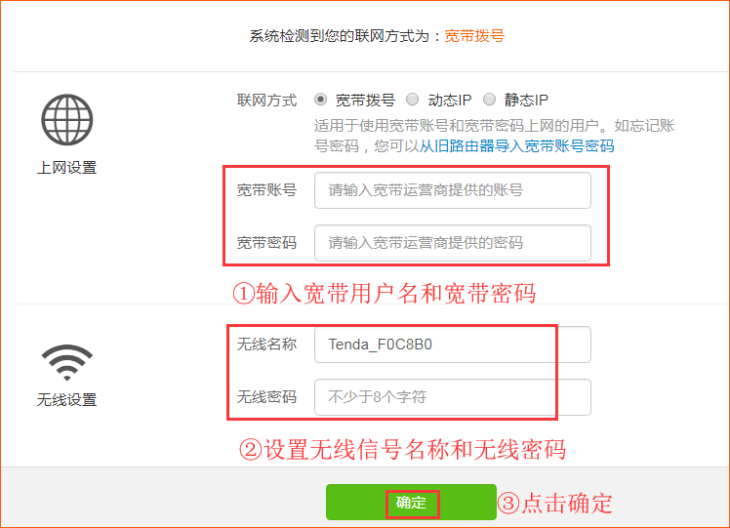 系统检测到您的联网方式为：宽带拨号
联网方式 宽带拨号 动态IP 静态IP
适用于使用宽带账号和宽带密码上网的用户。如忘记账
号密码，您可以从旧路由器导入宽带账号密码
上网设置
宽带账号 请输入宽带运营商提供的账号
宽带密码 请输入宽带运营商提供的密码
①输入宽带用户名和宽带密码
无线名称 Tenda_F0C8B0
无线密码 不少于8个字符
无线设置
②设置无线信号名称和无线密码
确定 ③点击确定